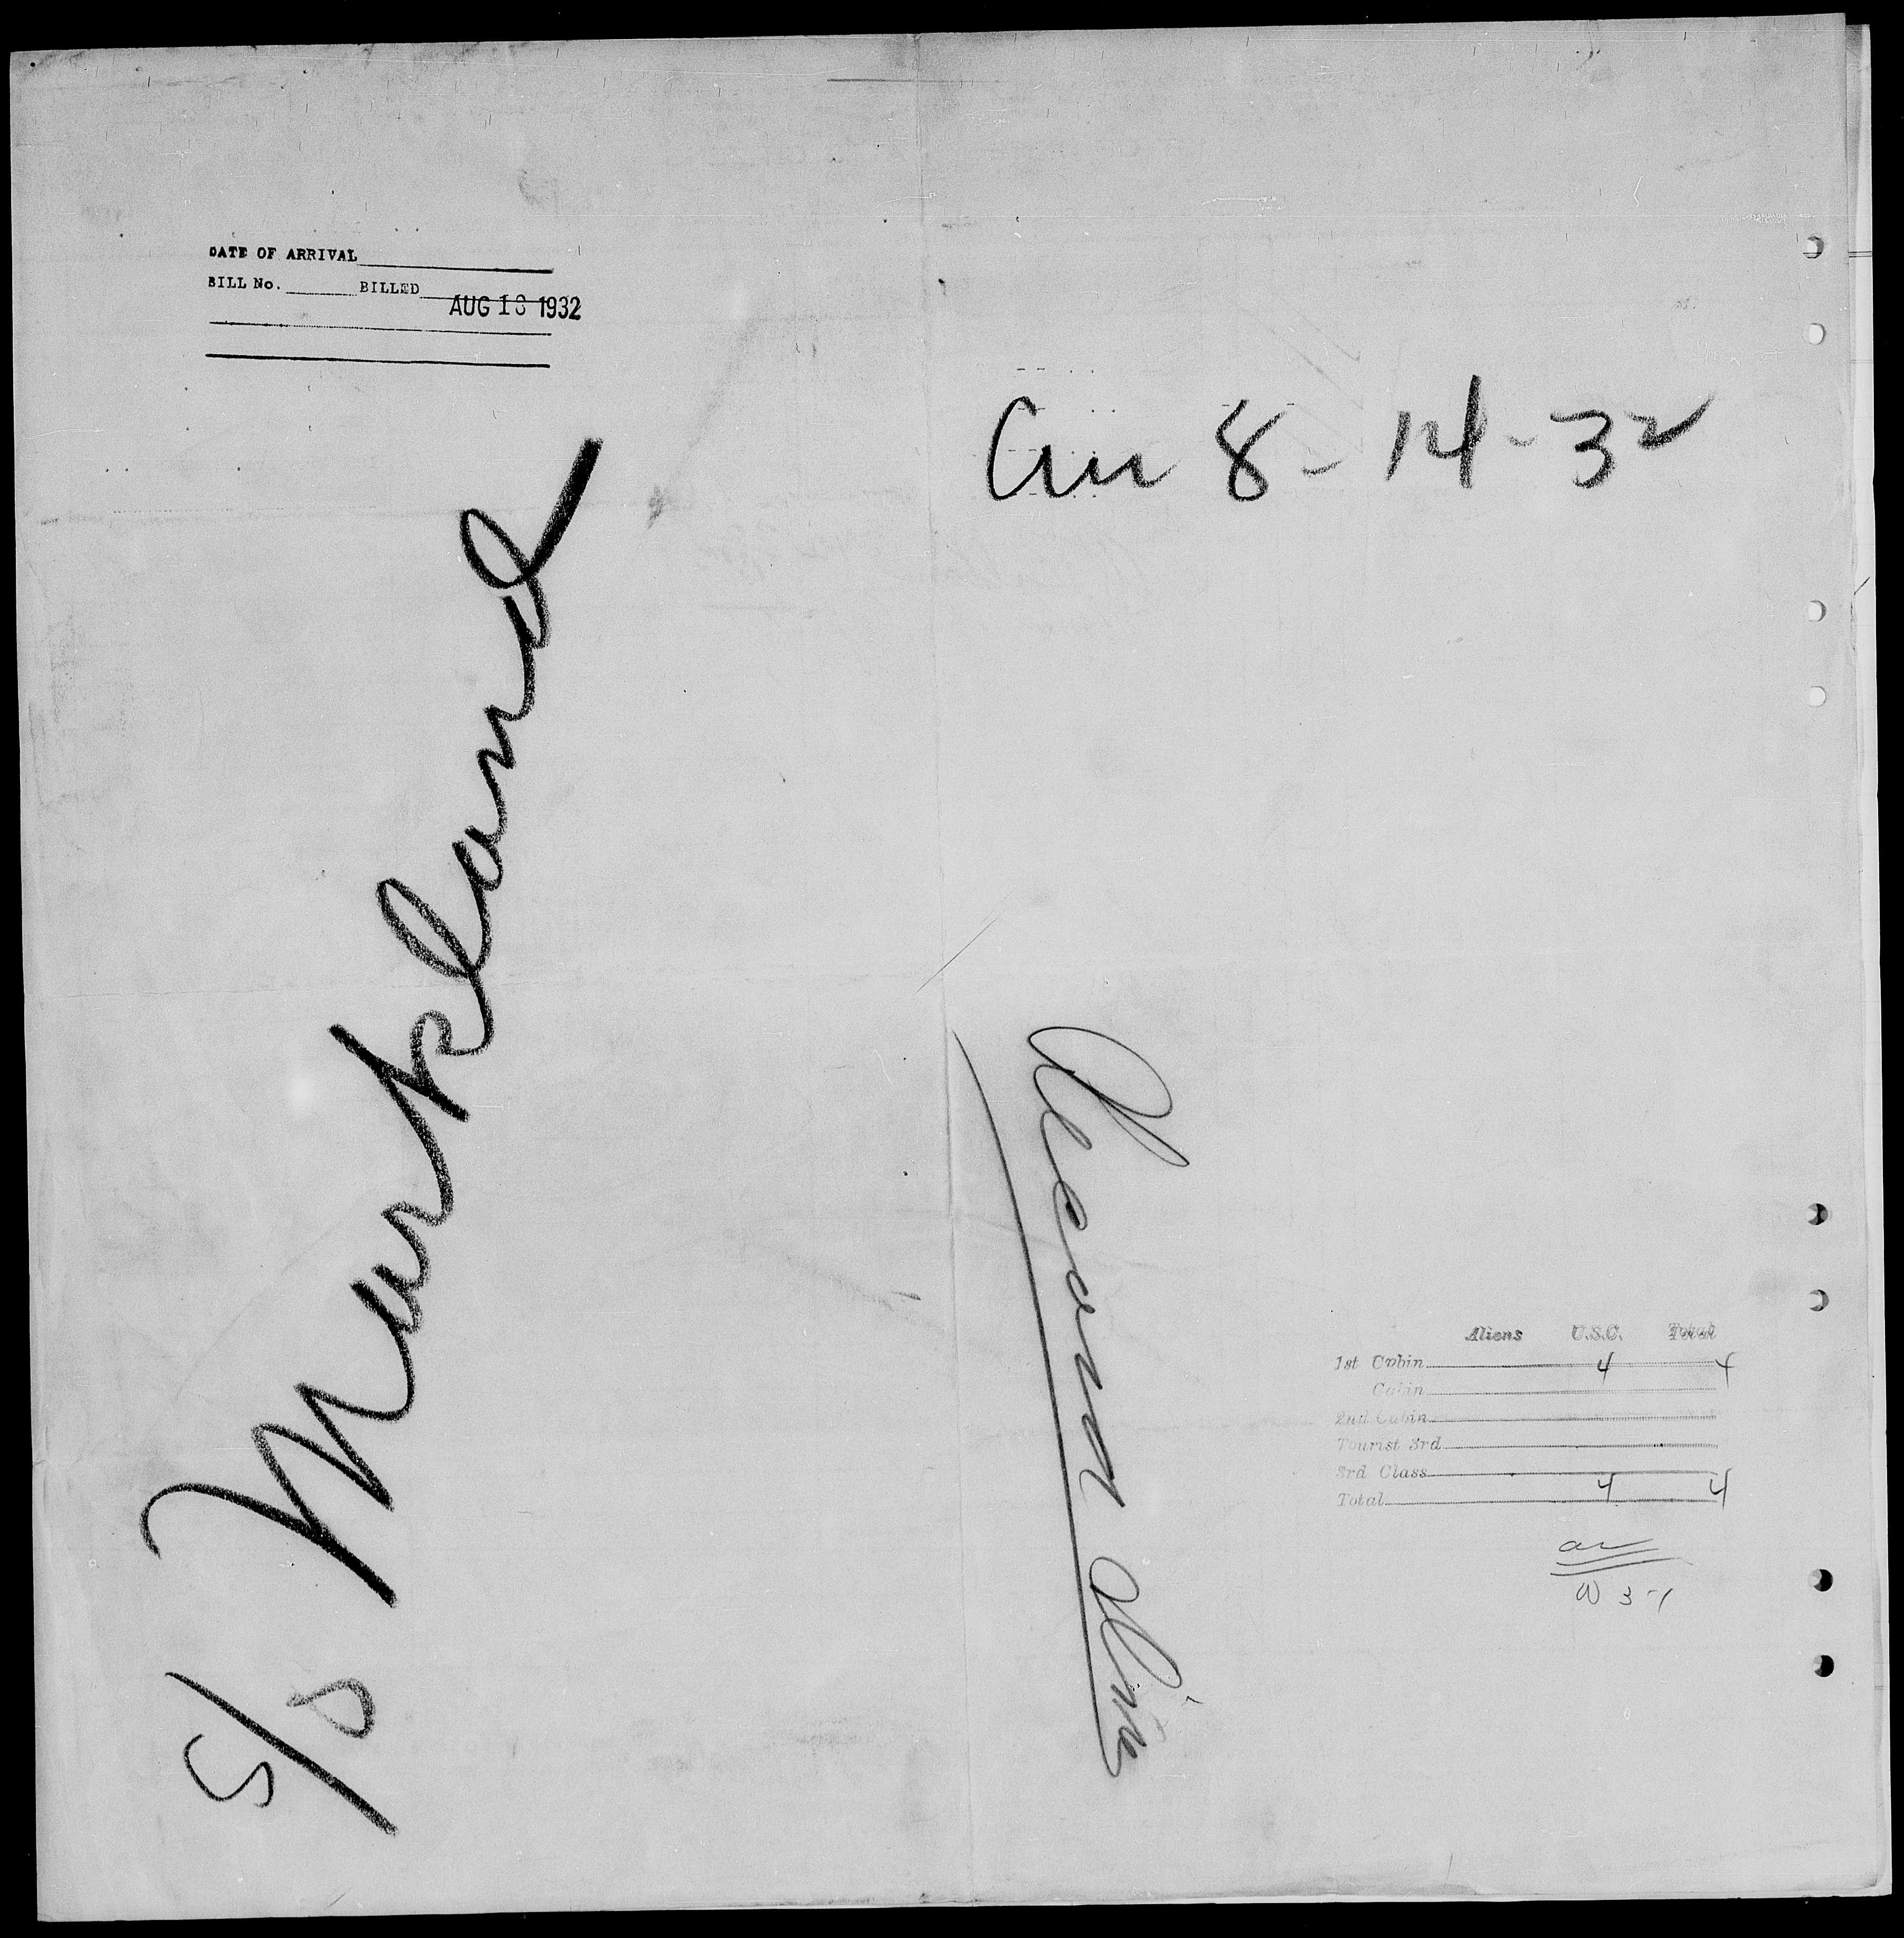 DATE OF ARRIVAL
BILL No. BILLED
AUG 13 1932
Arr 8-14-32
S/S Markland
Aliens U.S.C. Total
1st Cabin 4 4
Cabin
2nd Cabin
Tourist 3rd
3rd Class
Total 4 4